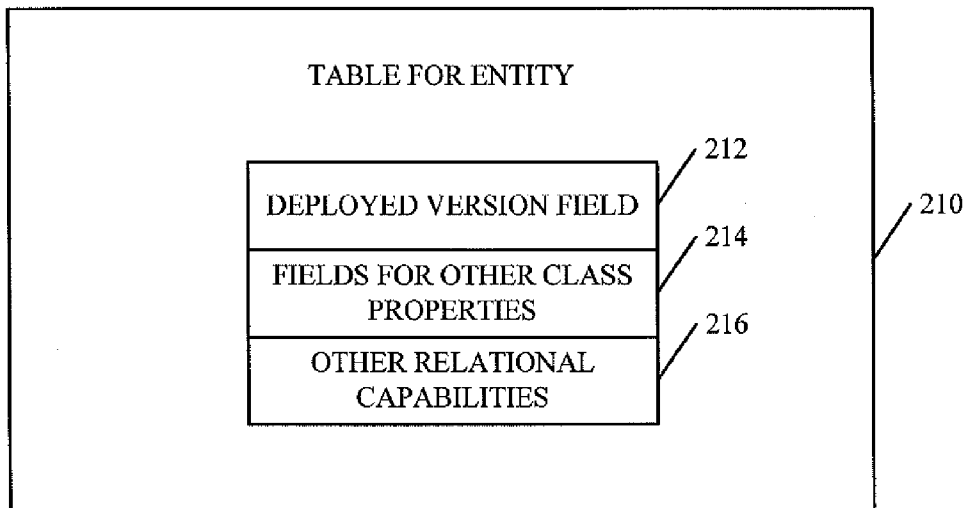 TABLE FOR ENTITY
212
DEPLOYED VERSION FIELD
210
214
FIELDS FOR OTHER CLASS
PROPERTIES
216
OTHER RELATIONAL
CAPABILITIES